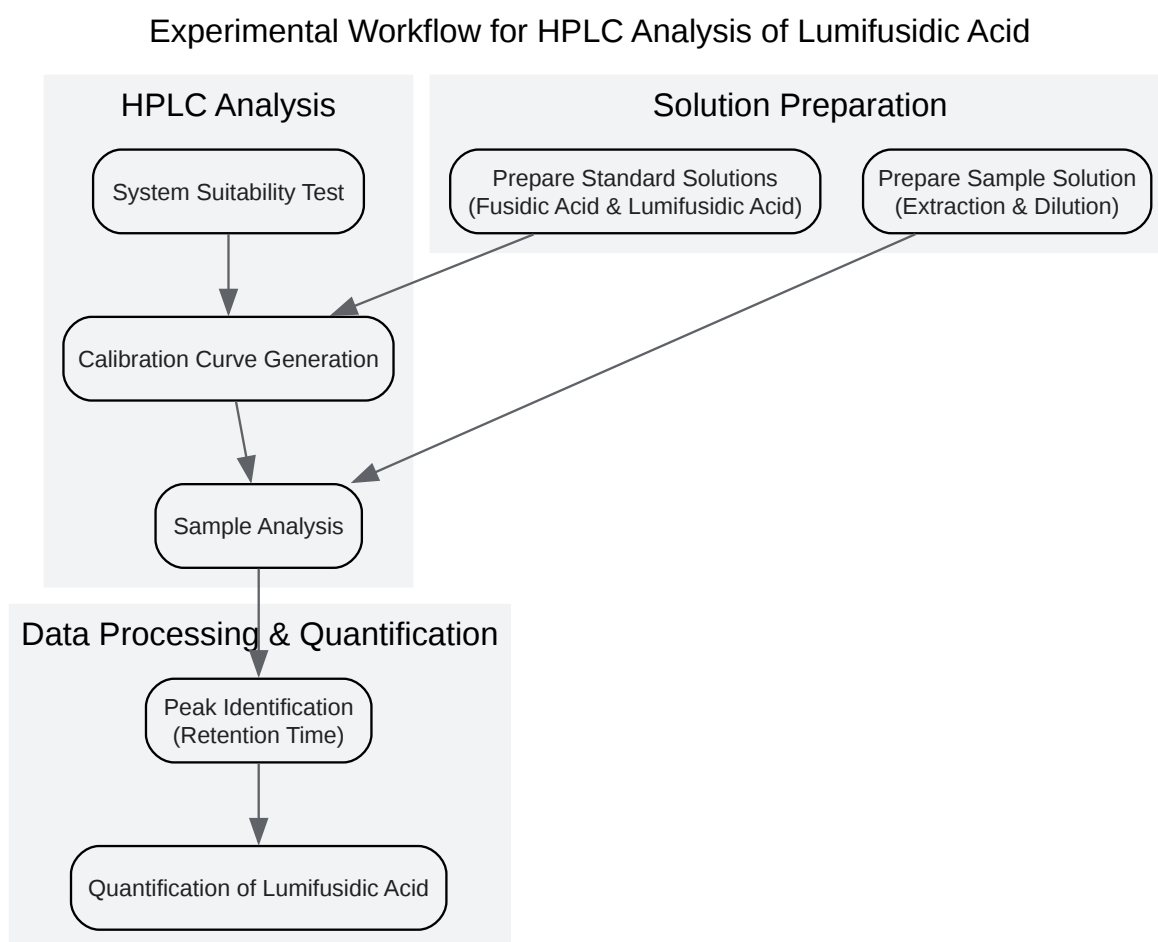 Experimental Workflow for HPLC Analysis of Lumifusidic Acid
HPLC Analysis
System Suitability Test
Calibration Curve Generation
Sample Analysis
Solution Preparation
Prepare Standard Solutions
(Fusidic Acid & Lumifusidic Acid)
Prepare Sample Solution
(Extraction & Dilution)
Data Processing & Quantification
Peak Identification
(Retention Time)
Quantification of Lumifusidic Acid